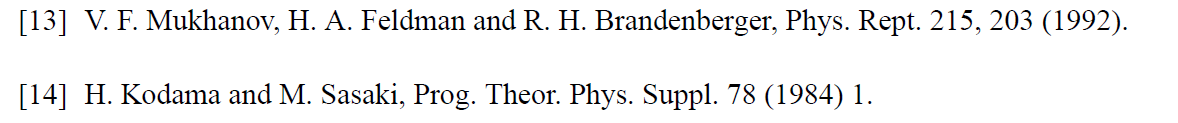 [13] V. F. Mukhanov, H. A. Feldman and R. H. Brandenberger, Phys. Rept. 215, 203 (1992).
[14] H. Kodama and M. Sasaki, Prog. Theor. Phys. Suppl. 78 (1984) 1.